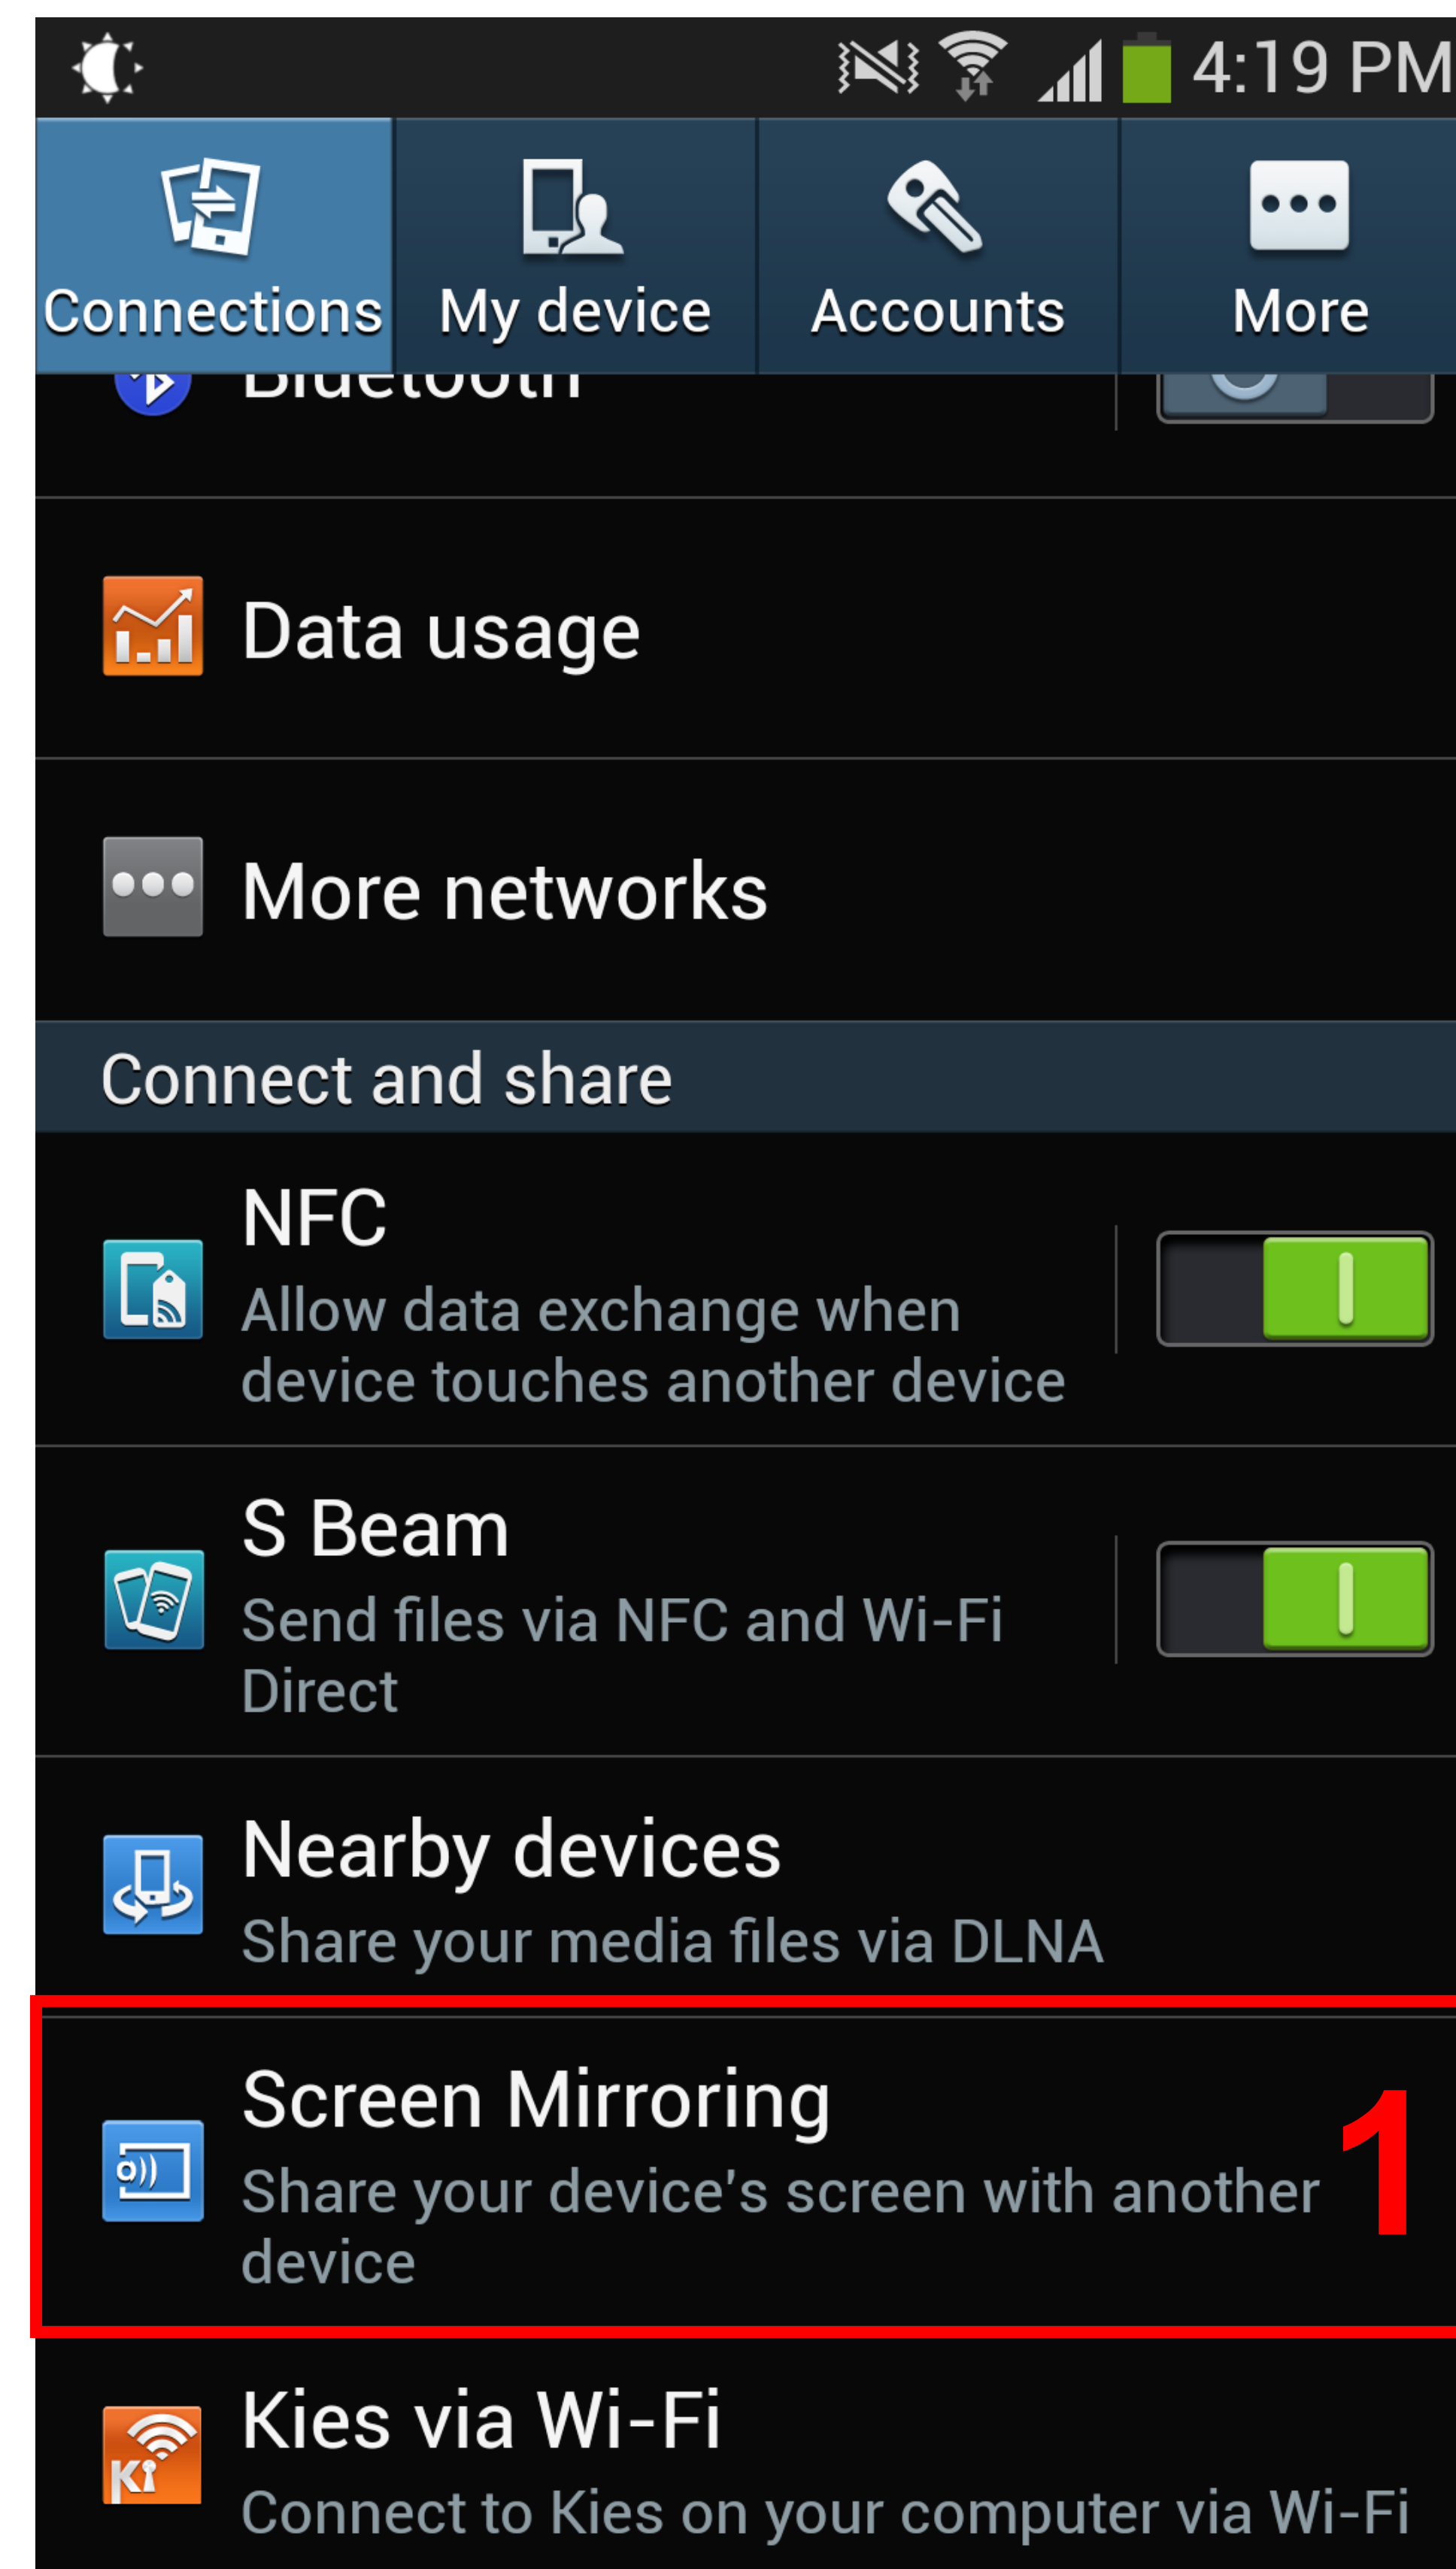 4:19 PM
Connections My device Accounts More
Bluetooth
Data usage
More networks
Connect and share
NFC
Allow data exchange when
device touches another device
S Beam
Send files via NFC and Wi-Fi
Direct
Nearby devices
Share your media files via DLNA
Screen Mirroring
1
Share your device's screen with another
device
Kies via Wi-Fi
Ki
Connect to Kies on your computer via Wi-Fi